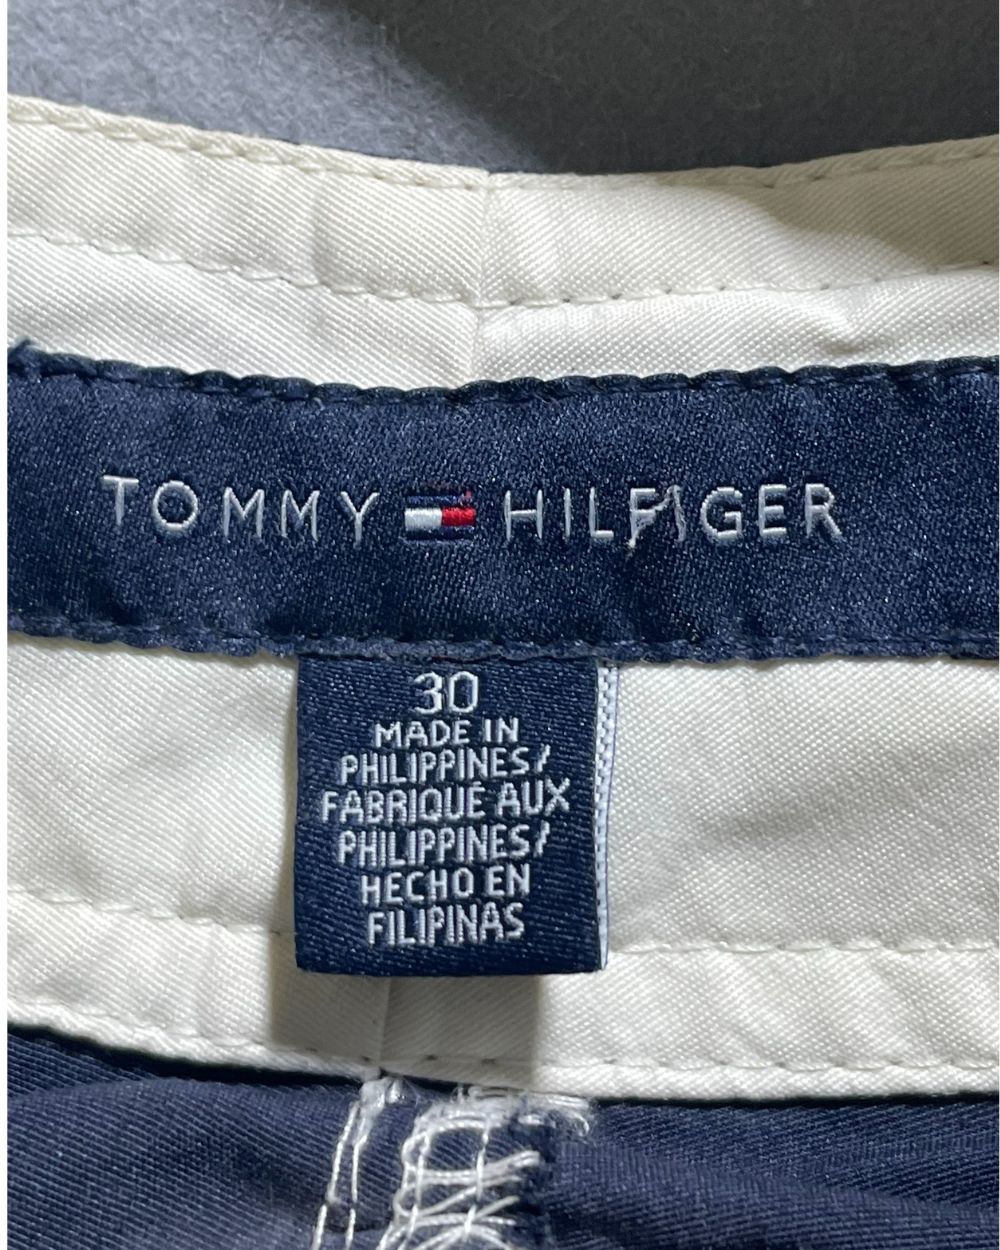 TOMMY HILFIGER
30
MADE IN
PHILIPPINES/
FABRIQUÉ AUX
PHILIPPINES/
HECHO EN
FILIPINAS